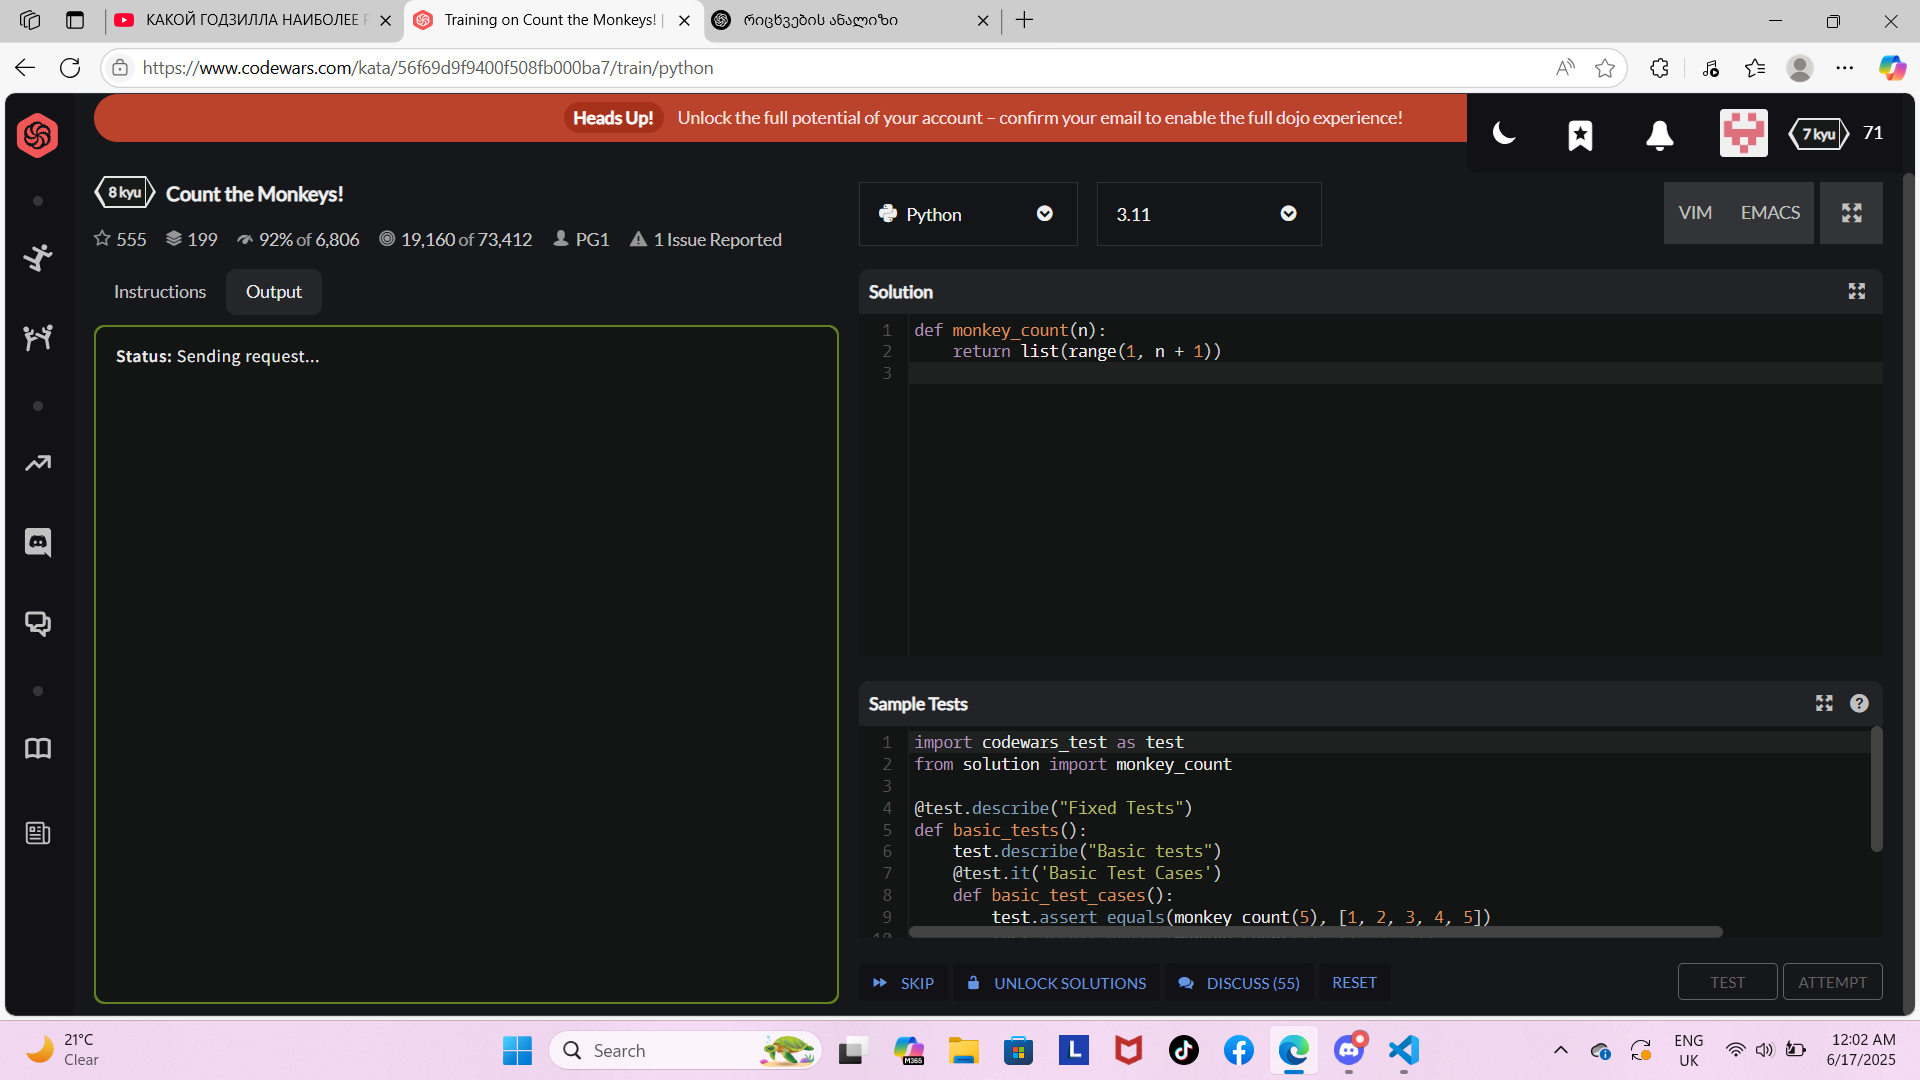 КАКОЙ ГОДЗИЛЛА НАИБОЛЕЕ
Training on Count the Monkeys! |
რიცხვების ანალიზი
https://www.codewars.com/kata/56f69d9f9400f508fb000ba7/train/python
Heads Up! Unlock the full potential of your account – confirm your email to enable the full dojo experience!
7 kyu 71
8 kyu Count the Monkeys!
555 199 92% of 6,806 19,160 of 73,412 PG1 1 Issue Reported
Python 3.11 VIM EMACS
Instructions Output
Status: Sending request...
Solution
1 def monkey_count(n):
2     return list(range(1, n + 1))
3
Sample Tests
1 import codewars_test as test
2 from solution import monkey_count
3
4 @test.describe("Fixed Tests")
5 def basic_tests():
6     test.describe("Basic tests")
7     @test.it('Basic Test Cases')
8     def basic_test_cases():
9         test.assert_equals(monkey_count(5), [1, 2, 3, 4, 5])
10
SKIP UNLOCK SOLUTIONS DISCUSS (55) RESET TEST ATTEMPT
21°C
Clear
Search
M365
L
ENG
UK
12:02 AM
6/17/2025